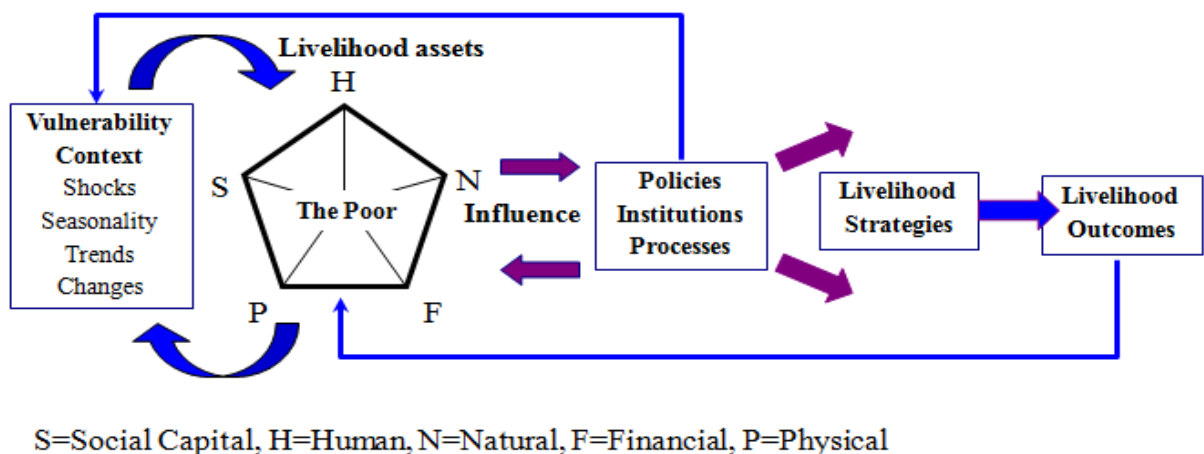 Livelihood assets
H
Vulnerability
Context
Shocks
Seasonality
Trends
Changes
S
The Poor
N
P
F
Influence
Policies
Institutions
Processes
Livelihood
Strategies
Livelihood
Outcomes
S=Social Capital, H=Human, N=Natural, F=Financial, P=Physical